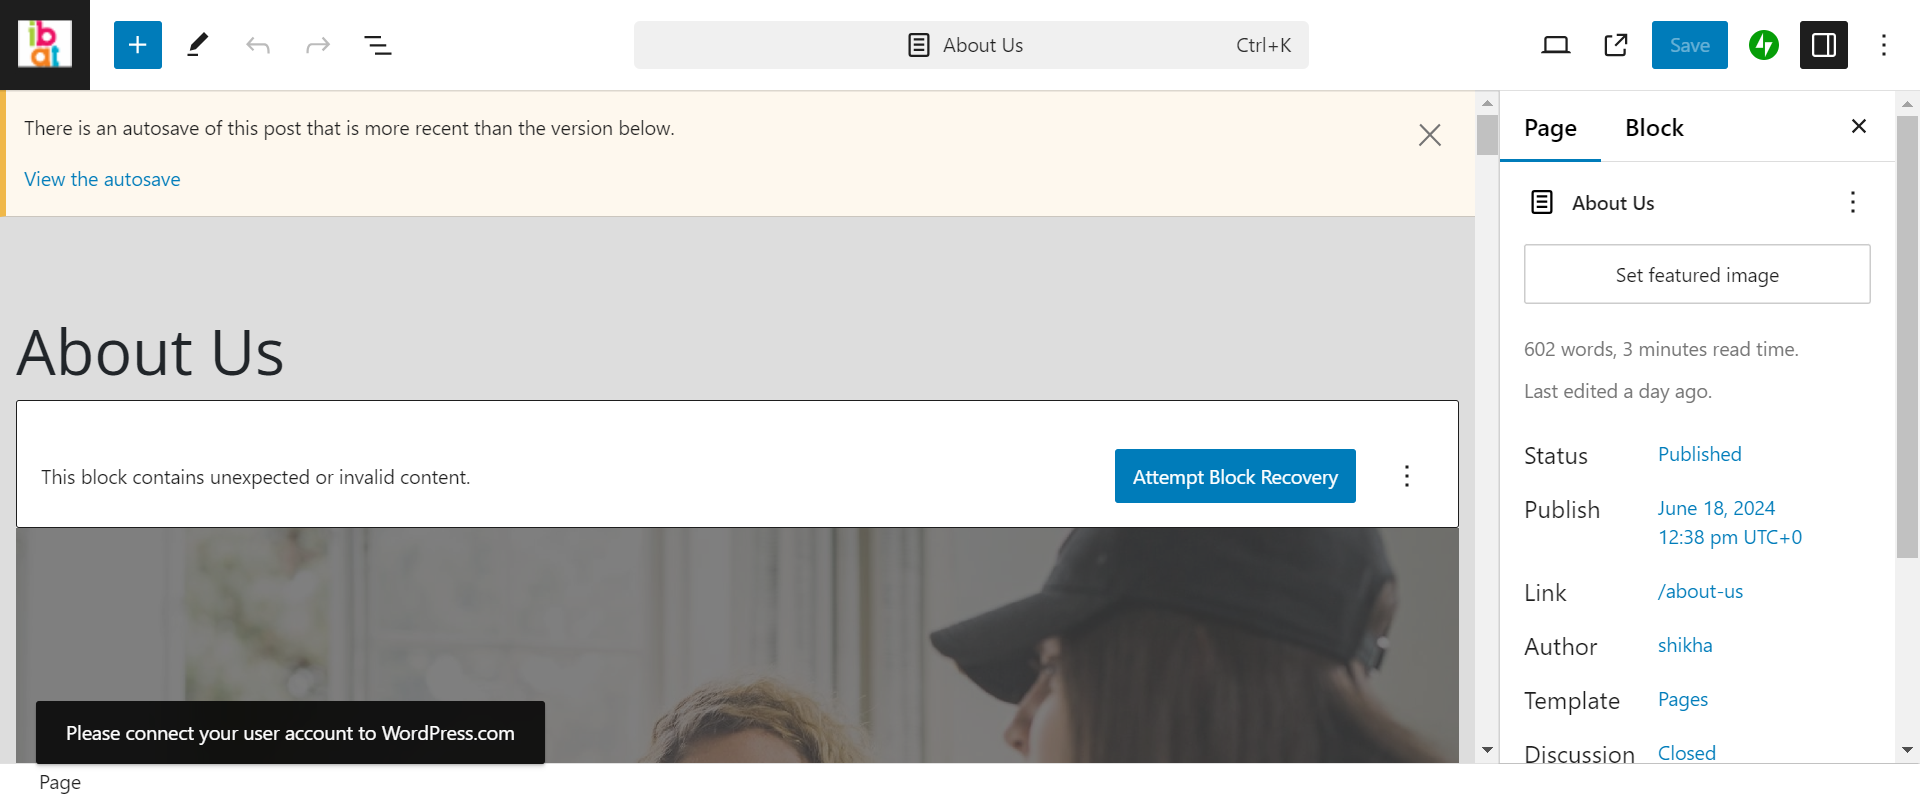 ib
at
About Us
Ctrl+K
Save
There is an autosave of this post that is more recent than the version below.
View the autosave
About Us
This block contains unexpected or invalid content.
Attempt Block Recovery
Please connect your user account to WordPress.com
Page
Page
Block
About Us
Set featured image
602 words, 3 minutes read time.
Last edited a day ago.
Status Published
Publish June 18, 2024
12:38 pm UTC+0
Link /about-us
Author shikha
Template Pages
Discussion Closed